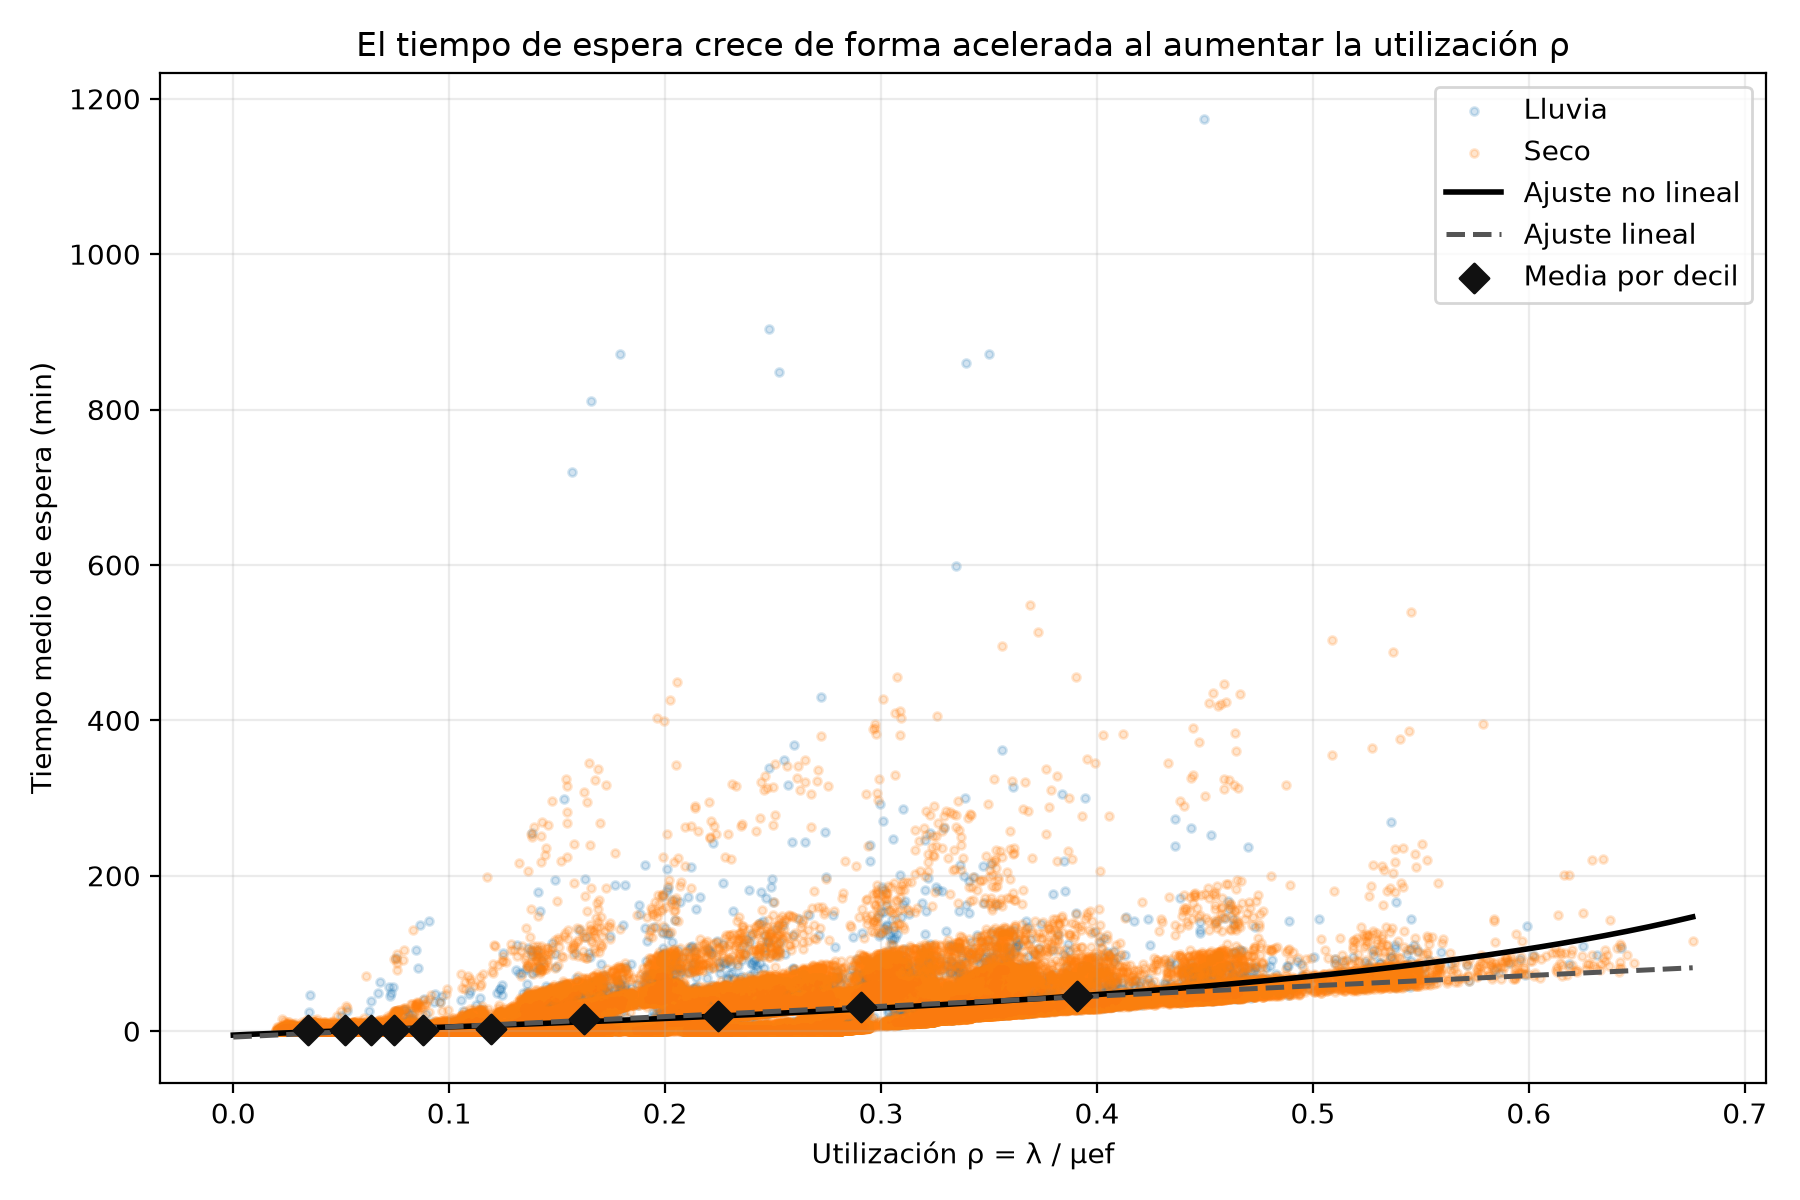 El tiempo de espera crece de forma acelerada al aumentar la utilización ρ
Lluvia
Seco
Ajuste no lineal
Ajuste lineal
Media por decil
Tiempo medio de espera (min)
1200
1000
800
600
400
200
0
0.0 0.1 0.2 0.3 0.4 0.5 0.6 0.7
Utilización ρ = λ / μef